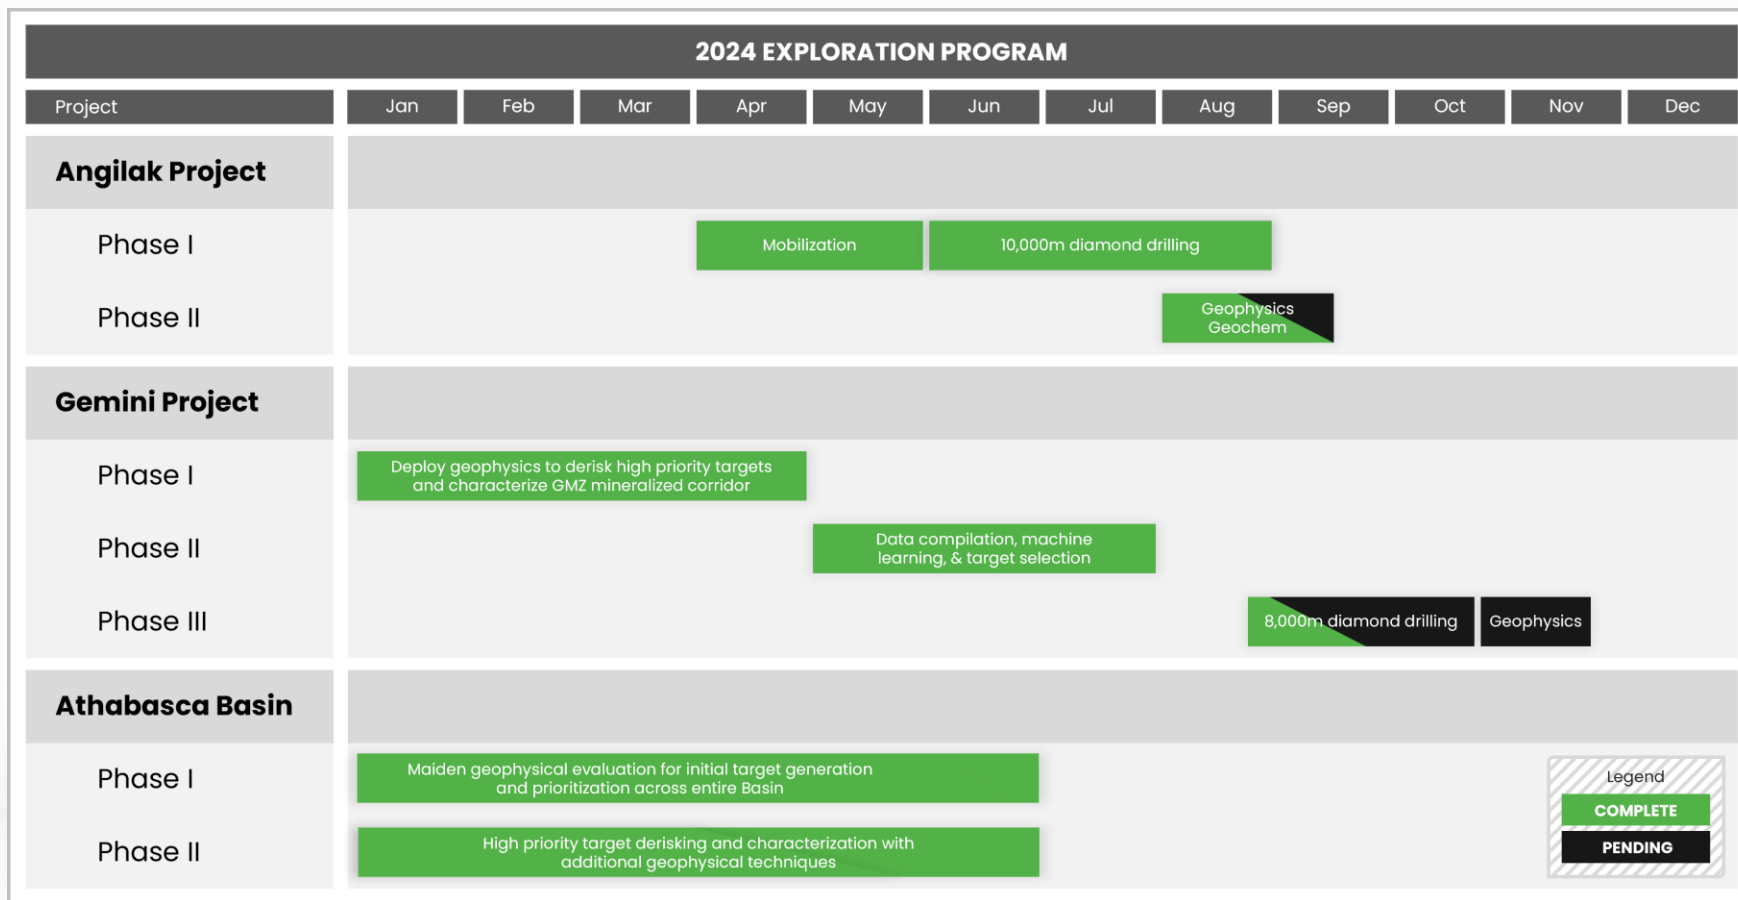 2024 EXPLORATION PROGRAM
Project
Jan
Feb
Mar
Apr
May
Jun
Jul
Aug
Sep
Oct
Nov
Dec
Angilak Project
Phase I
Mobilization
10,000m diamond drilling
Phase II
Geophysics
Geochem
Gemini Project
Phase I
Deploy geophysics to derisk high priority targets
and characterize GMZ mineralized corridor
Phase II
Data compilation, machine
learning, & target selection
Phase III
8,000m diamond drilling
Geophysics
Athabasca Basin
Phase I
Maiden geophysical evaluation for initial target generation
and prioritization across entire Basin
Phase II
High priority target derisking and characterization with
additional geophysical techniques
Legend
COMPLETE
PENDING